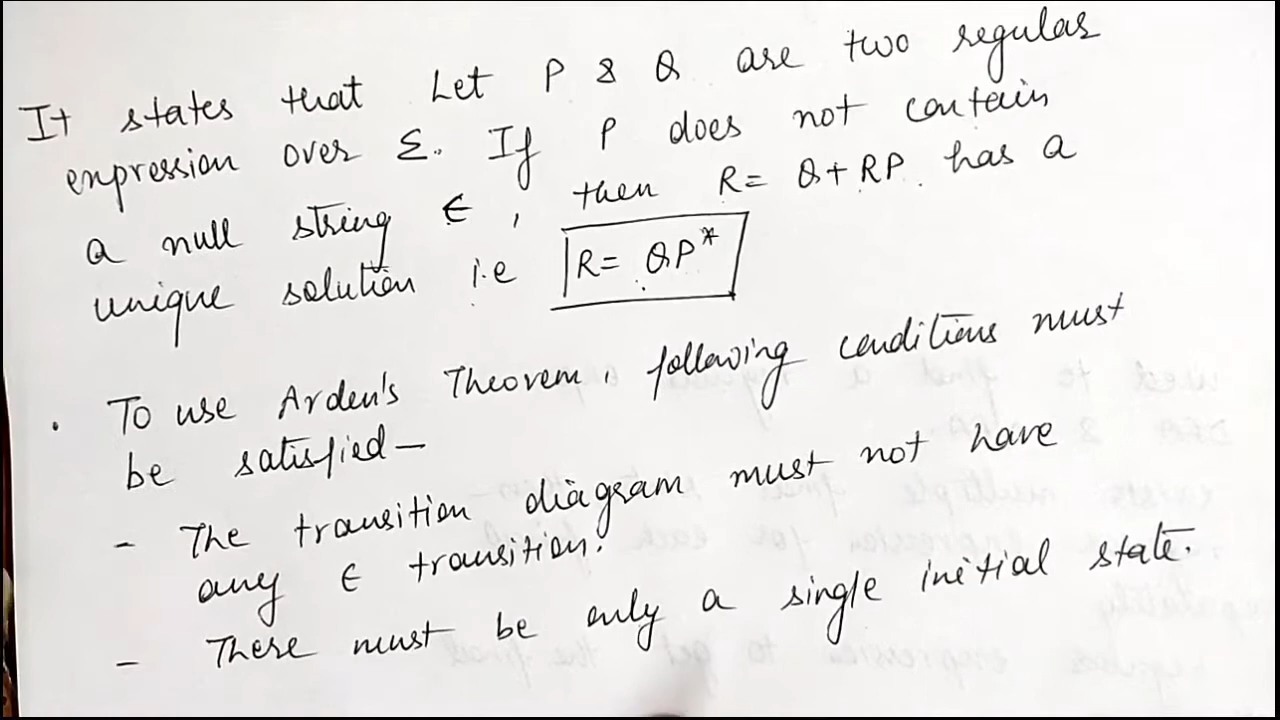 It states that Let P & Q are two regular
expression over Σ. If P does not contain
a null string ϵ, then R = Q + RP has a
unique solution i.e R = QP*
• To use Arden's Theorem, following conditions must
be satisfied —
- The transition diagram must not have
any ϵ transition.
- There must be only a single initial state.